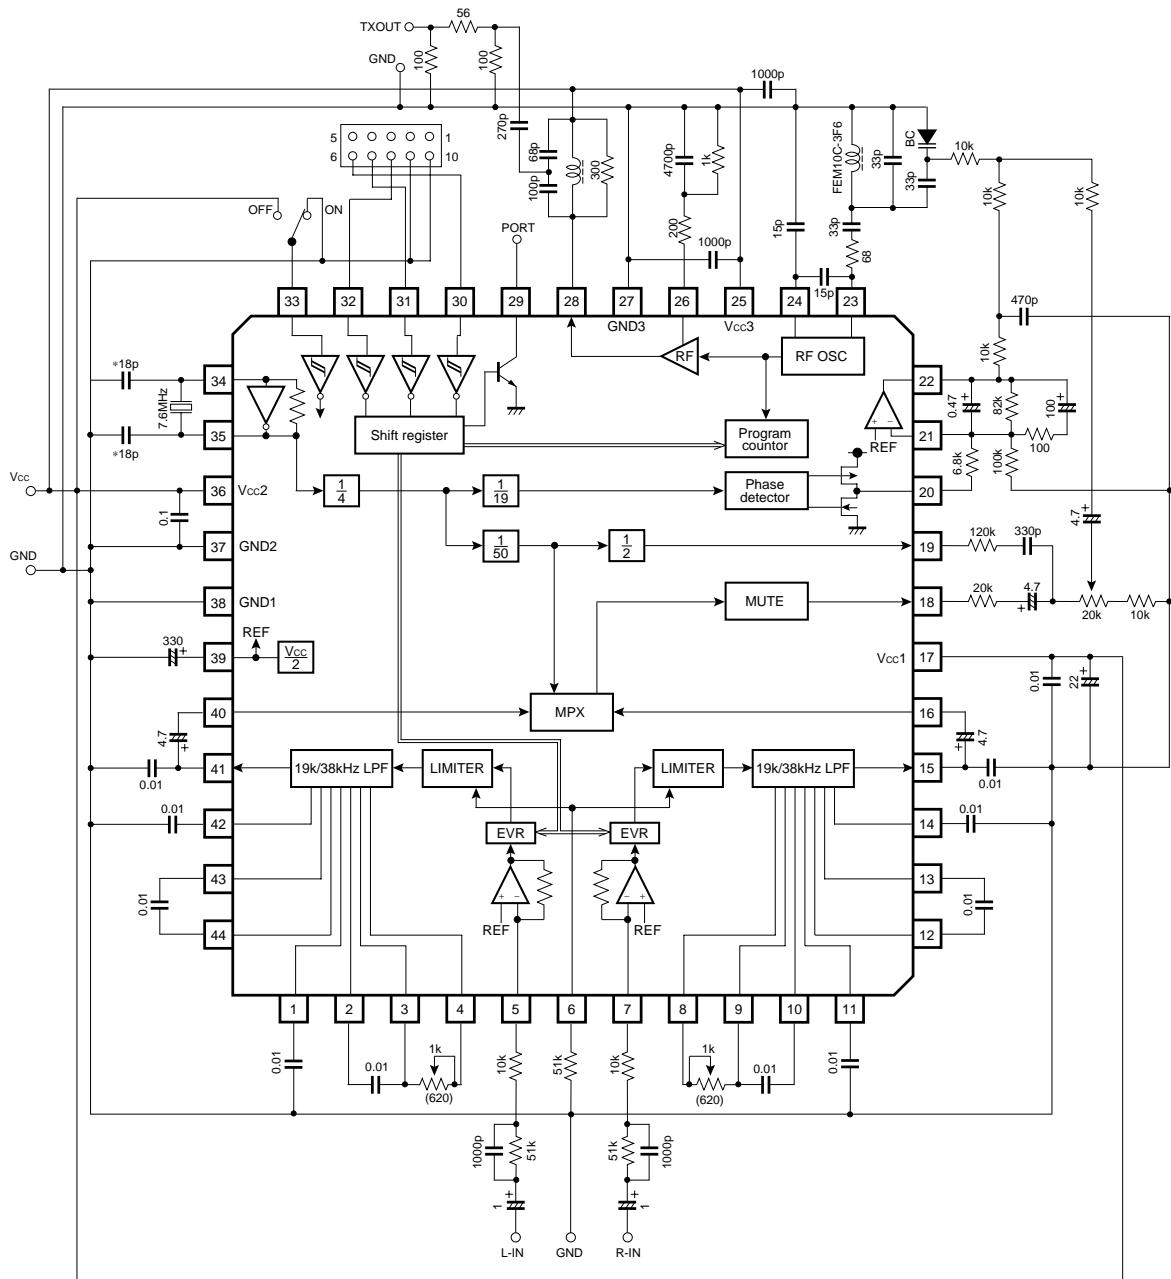 56
TXOUT
GND
100
100
1000p
270p
68p
100p
300
4700p
1k
FEM10C-3F6
33p
BC
33p
10k
10k
10k
5
1
6
10
OFF
ON
PORT
200
1000p
15p
33p
68
15p
470p
33
32
31
30
29
28
27
26
25
24
23
GND3
Vcc3
RF
RF OSC
10k
*18p
34
7.6MHz
35
*18p
22
0.47
+
82k
+
100
21
100
REF
+ −
6.8k
100k
20
Shift register
Program
countor
Vcc
36
Vcc2
1
4
1
19
Phase
detector
4.7
+
0.1
37
GND2
1
50
1
2
19
120k
330p
GND
38
GND1
MUTE
18
20k
4.7
+
20k
10k
330
+
39
REF
Vcc
2
Vcc1
17
0.01
22
+
40
MPX
16
4.7
+
41
19k/38kHz LPF
LIMITER
LIMITER
19k/38kHz LPF
15
4.7
+
0.01
0.01
0.01
42
EVR
EVR
14
0.01
43
13
0.01
+ −
− +
0.01
44
REF
REF
12
1
2
3
4
5
6
7
8
9
10
11
0.01
0.01
1k
(620)
10k
51k
10k
1k
(620)
0.01
0.01
1000p
51k
51k
1000p
1
+
+
1
L-IN
GND
R-IN